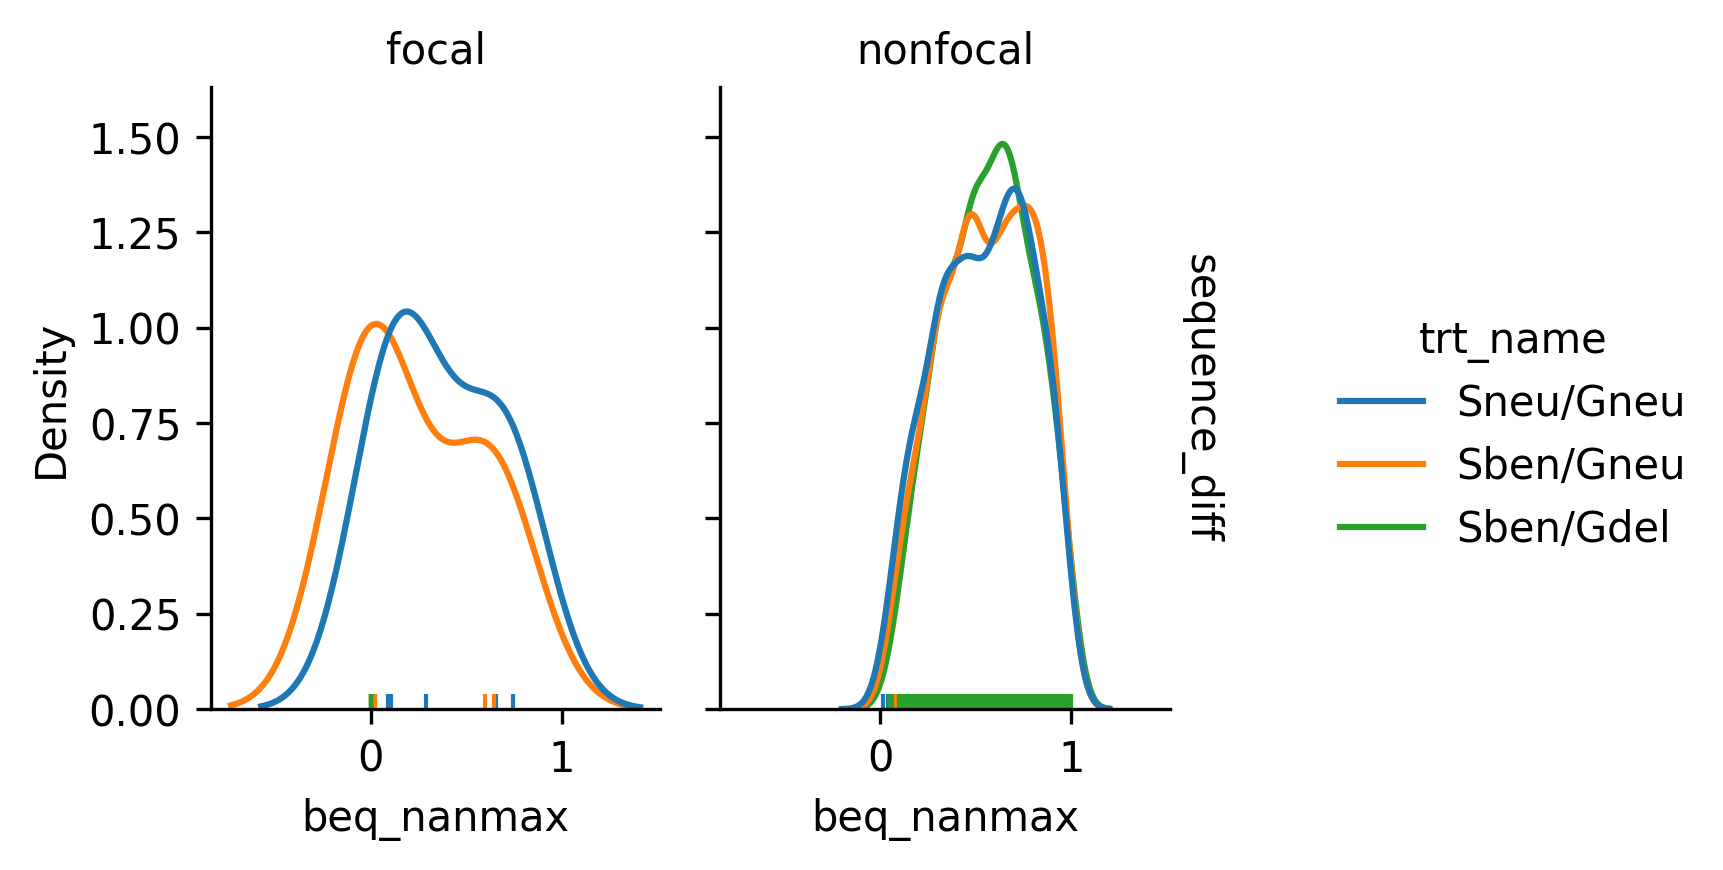 focal
nonfocal
Density
1.50
1.25
1.00
0.75
0.50
0.25
0.00
0
1
0
1
beq_nanmax
beq_nanmax
sequence_diff
trt_name
Sneu/Gneu
Sben/Gneu
Sben/Gdel